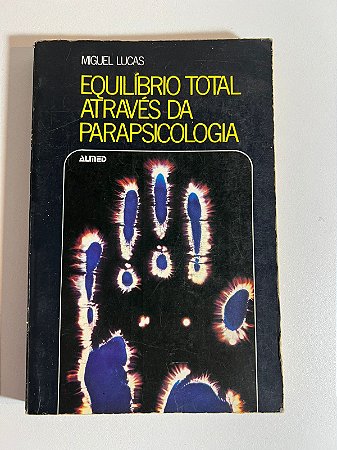 MIGUEL LUCAS
EQUILÍBRIO TOTAL
ATRAVÉS DA
PARAPSICOLOGIA
ALMED